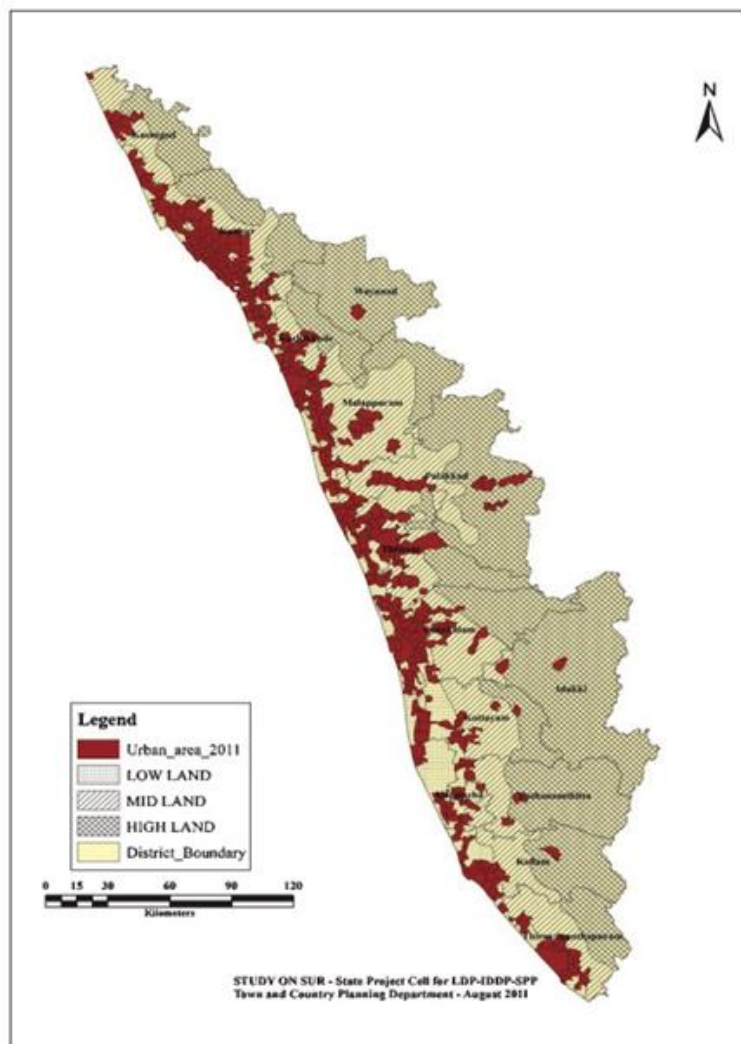 N
Kasargod
Kannur
Wayanad
Kozhikode
Malappuram
Palakkad
Thrissur
Ernakulam
Idukki
Kottayam
Alappuzha
Pathanamthitta
Kollam
Thiruvananthapuram
Legend
Urban_area_2011
LOW LAND
MID LAND
HIGH LAND
District_Boundary
0 15 30 60 90 120
Kilometers
STUDY ON SUR - State Project Cell for LDP-IDDP-SPP
Town and Country Planning Department - August 2011